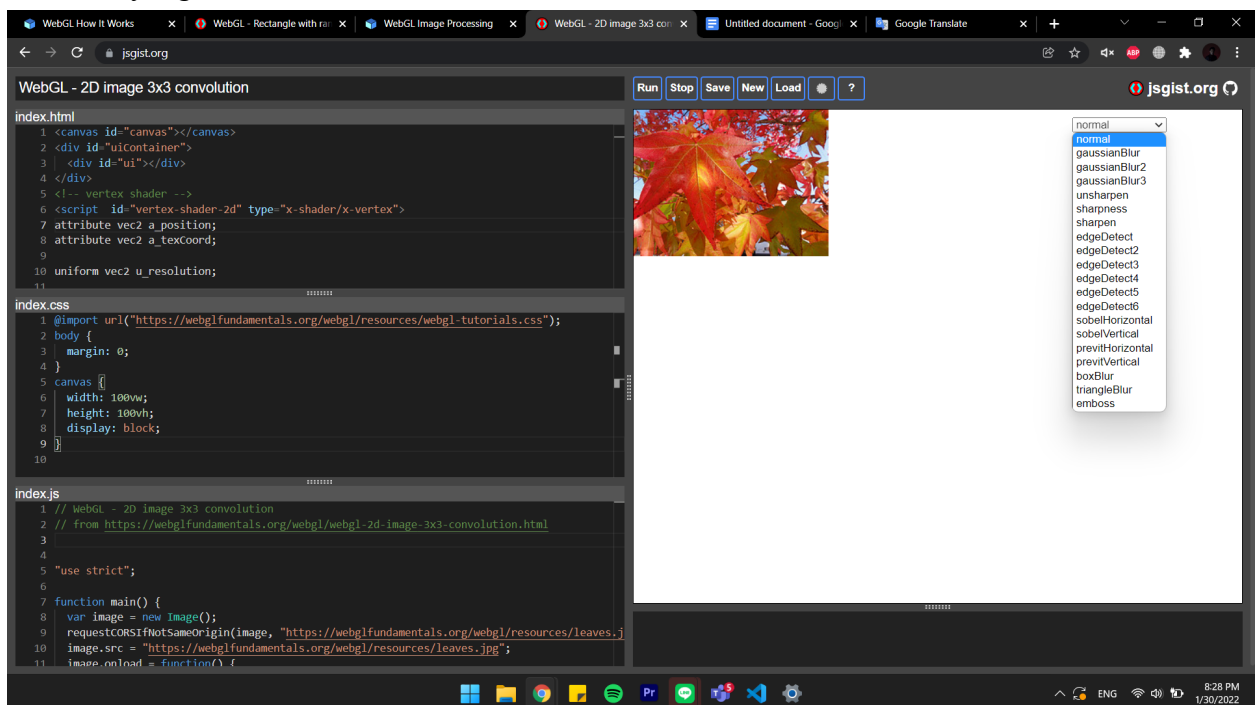 WebGL How It Works
WebGL - Rectangle with ran
WebGL Image Processing
WebGL - 2D image 3x3 con
Untitled document - Googl
Google Translate
jsgist.org
ABP
WebGL - 2D image 3x3 convolution
Run Stop Save New Load ?
jsgist.org
index.html
1 <canvas id="canvas"></canvas>
2 <div id="uiContainer">
3 <div id="ui"></div>
4 </div>
5 <!-- vertex shader -->
6 <script  id="vertex-shader-2d" type="x-shader/x-vertex">
7 attribute vec2 a_position;
8 attribute vec2 a_texCoord;
9
10 uniform vec2 u_resolution;
11
index.css
1 @import url("https://webglfundamentals.org/webgl/resources/webgl-tutorials.css");
2 body {
3 margin: 0;
4 }
5 canvas {
6 width: 100vw;
7 height: 100vh;
8 display: block;
9 }
10
index.js
1 // WebGL - 2D image 3x3 convolution
2 // from https://webglfundamentals.org/webgl/webgl-2d-image-3x3-convolution.html
3
4
5 "use strict";
6
7 function main() {
8 var image = new Image();
9 requestCORSIfNotSameOrigin(image, "https://webglfundamentals.org/webgl/resources/leaves.j
10 image.src = "https://webglfundamentals.org/webgl/resources/leaves.jpg";
11 image.onload = function() {
normal
normal
gaussianBlur
gaussianBlur2
gaussianBlur3
unsharpen
sharpness
sharpen
edgeDetect
edgeDetect2
edgeDetect3
edgeDetect4
edgeDetect5
edgeDetect6
sobelHorizontal
sobelVertical
previtHorizontal
previtVertical
boxBlur
triangleBlur
emboss
Pr
LINE
5
ENG
8:28 PM
1/30/2022